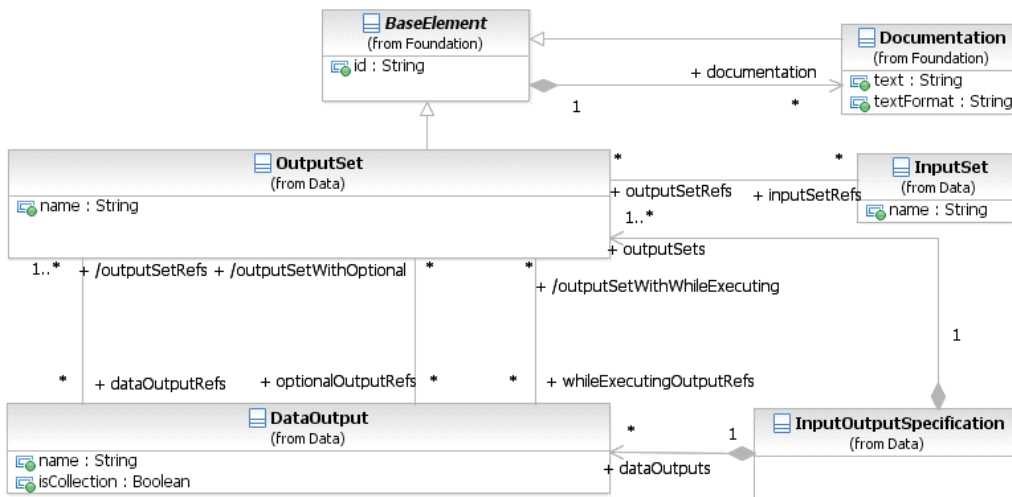 BaseElement
(from Foundation)
id : String
Documentation
(from Foundation)
text : String
textFormat : String
+ documentation
1
*
OutputSet
(from Data)
name : String
*
*
+ outputSetRefs
+ inputSetRefs
InputSet
(from Data)
name : String
1..*
+ outputSets
1..*
+ /outputSetRefs
+ /outputSetWithOptional
*
*
+ /outputSetWithWhileExecuting
1
*
+ dataOutputRefs
+ optionalOutputRefs
*
*
+ whileExecutingOutputRefs
DataOutput
(from Data)
name : String
isCollection : Boolean
*
1
+ dataOutputs
InputOutputSpecification
(from Data)